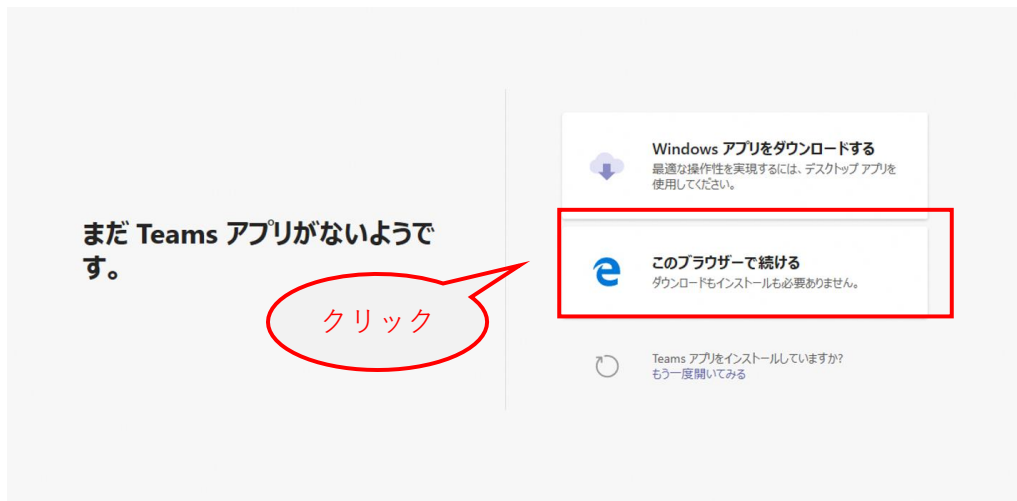 まだ Teams アプリがないようで
す。
Windows アプリをダウンロードする
最適な操作性を実現するには、デスクトップ アプリを
使用してください。
このブラウザーで続ける
ダウンロードもインストールも必要ありません。
クリック
Teams アプリをインストールしていますか?
もう一度開いてみる